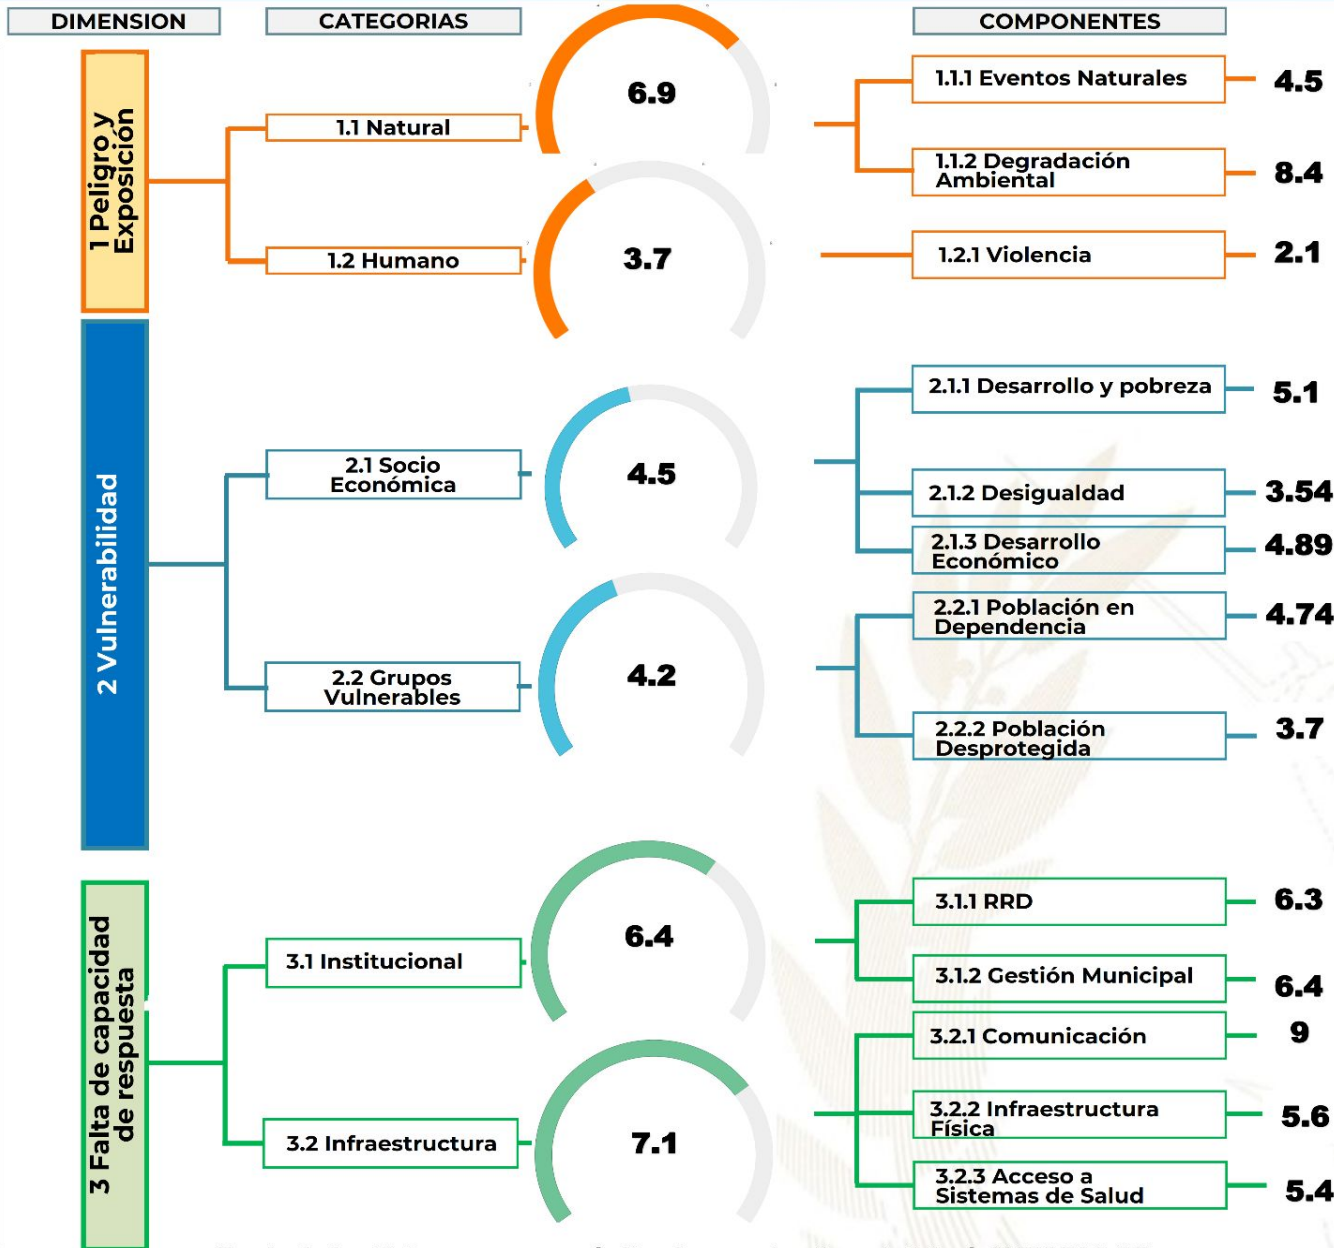 DIMENSION
CATEGORIAS
COMPONENTES
1 Peligro y
Exposición
1.1 Natural
6.9
1.1.1 Eventos Naturales
4.5
1.1.2 Degradación
Ambiental
8.4
1.2 Humano
3.7
1.2.1 Violencia
2.1
2 Vulnerabilidad
2.1 Socio
Económica
4.5
2.1.1 Desarrollo y pobreza
5.1
2.1.2 Desigualdad
3.54
2.1.3 Desarrollo
Económico
4.89
2.2 Grupos
Vulnerables
4.2
2.2.1 Población en
Dependencia
4.74
2.2.2 Población
Desprotegida
3.7
3 Falta de capacidad
de respuesta
3.1 Institucional
6.4
3.1.1 RRD
6.3
3.1.2 Gestión Municipal
6.4
3.2 Infraestructura
7.1
3.2.1 Comunicación
9
3.2.2 Infraestructura
Física
5.6
3.2.3 Acceso a
Sistemas de Salud
5.4